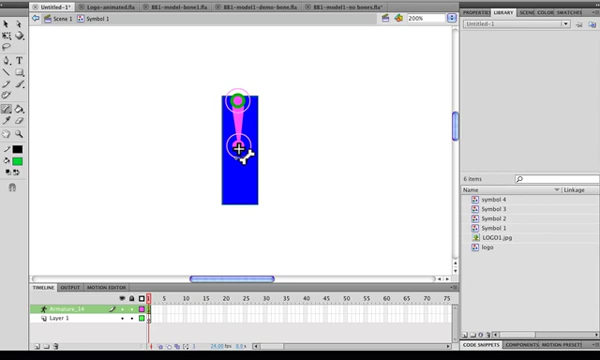 Untitled-1*
Logo-animated.fla
BB1-model-bone1.fla
BB1-model1-demo-bone.fla
BB1-model1-no bones.fla*
Scene 1
Symbol 1
200%
PROPERTIES
LIBRARY
SCENE
COLOR
SWATCHES
Untitled-1
6 items
Name
Linkage
symbol 4
Symbol 3
Symbol 2
Symbol 1
LOGO1.jpg
logo
TIMELINE
OUTPUT
MOTION EDITOR
1 5 10 15 20 25 30 35 40 45 50 55 60 65 70 75
Armature_14
Layer 1
1
24.00 fps
0.0 s
CODE SNIPPETS
COMPONENTS
MOTION PRESET